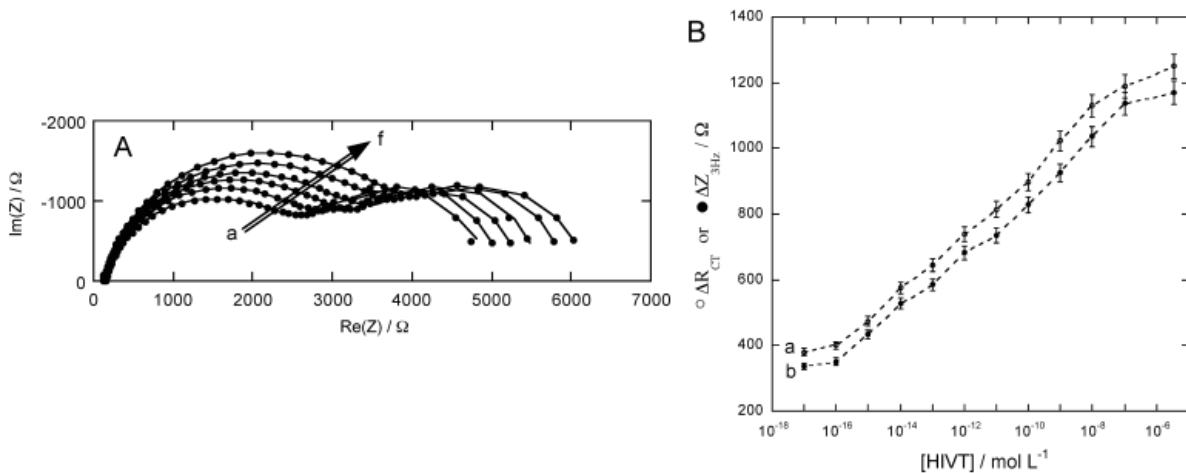 A
f
a
-2000
-1000
0
Im(Z) / Ω
0 1000 2000 3000 4000 5000 6000 7000
Re(Z) / Ω
B
1400
1200
1000
800
600
400
200
○ ΔR_CT or ● ΔZ_3Hz / Ω
a
b
10⁻¹⁸ 10⁻¹⁶ 10⁻¹⁴ 10⁻¹² 10⁻¹⁰ 10⁻⁸ 10⁻⁶
[HIVT] / mol L⁻¹